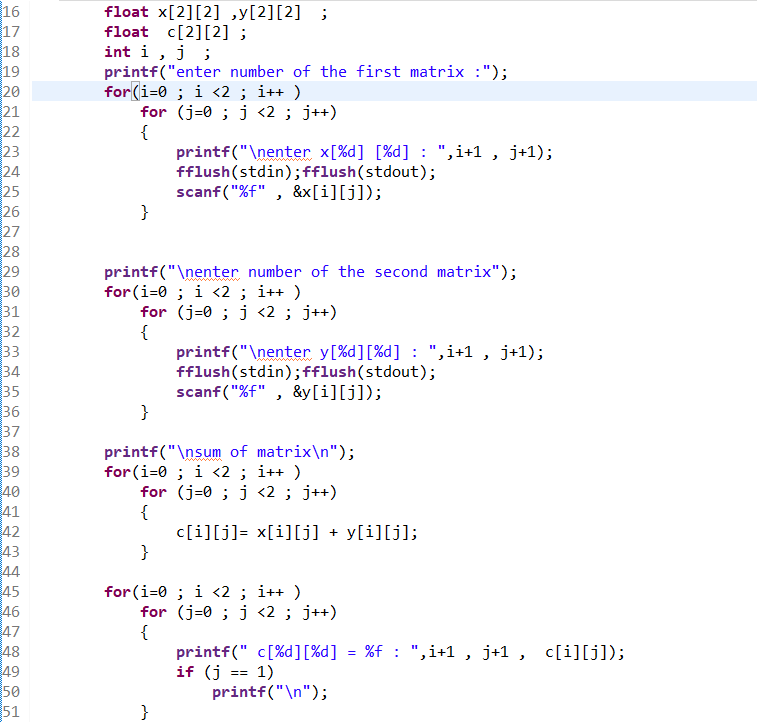 16 float x[2][2] ,y[2][2]  ;
17 float  c[2][2] ;
18 int i , j  ;
19 printf("enter number of the first matrix :");
20 for(i=0 ; i <2 ; i++ )
21 for (j=0 ; j <2 ; j++)
22 {
23 printf("\nenter x[%d] [%d] : ",i+1 , j+1);
24 fflush(stdin);fflush(stdout);
25 scanf("%f" , &x[i][j]);
26 }
27
28
29 printf("\nenter number of the second matrix");
30 for(i=0 ; i <2 ; i++ )
31 for (j=0 ; j <2 ; j++)
32 {
33 printf("\nenter y[%d][%d] : ",i+1 , j+1);
34 fflush(stdin);fflush(stdout);
35 scanf("%f" , &y[i][j]);
36 }
37
38 printf("\nsum of matrix\n");
39 for(i=0 ; i <2 ; i++ )
40 for (j=0 ; j <2 ; j++)
41 {
42 c[i][j]= x[i][j] + y[i][j];
43 }
44
45 for(i=0 ; i <2 ; i++ )
46 for (j=0 ; j <2 ; j++)
47 {
48 printf(" c[%d][%d] = %f : ",i+1 , j+1 ,  c[i][j]);
49 if (j == 1)
50 printf("\n");
51 }